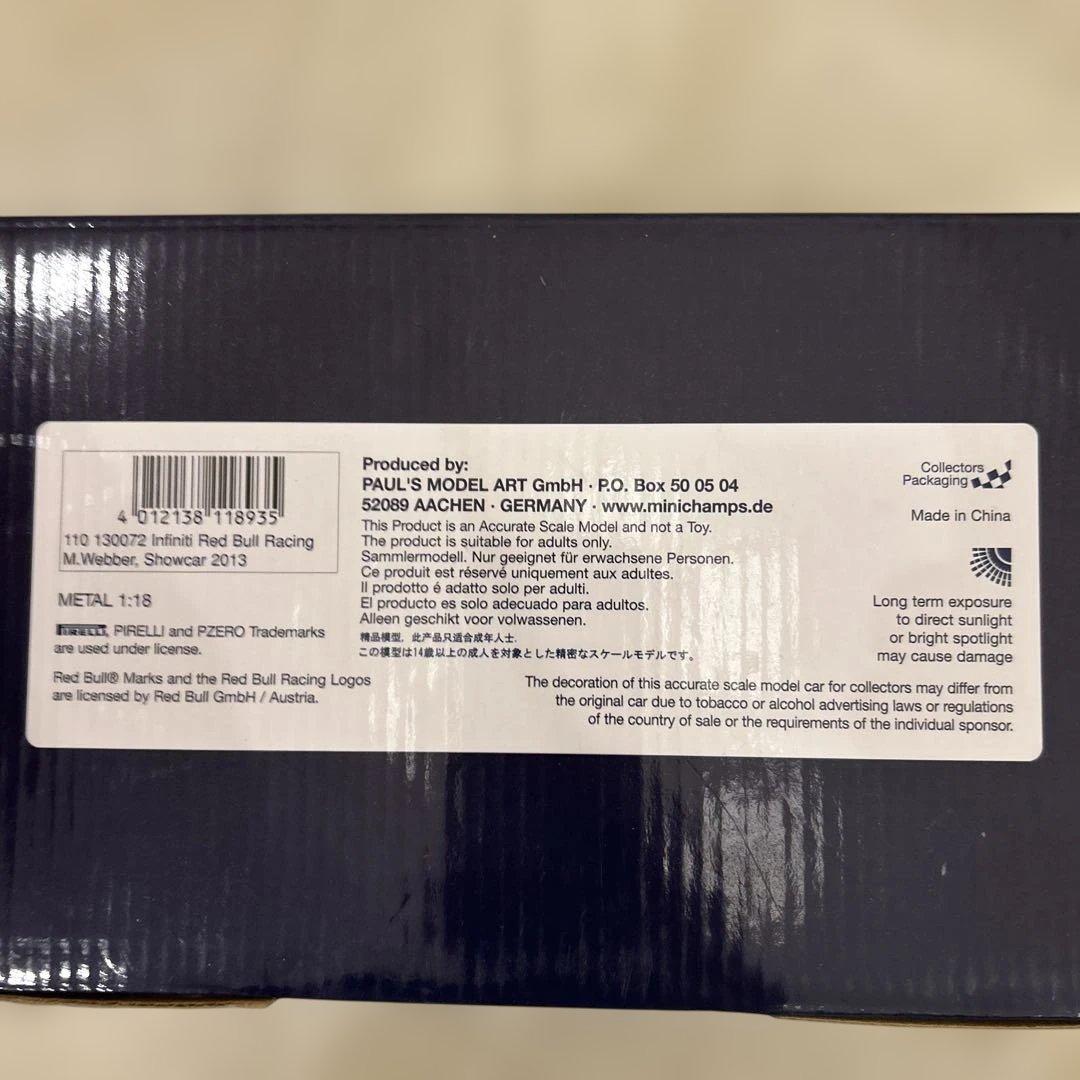 4 012138 118935
110 130072 Infiniti Red Bull Racing
M.Webber, Showcar 2013
METAL 1:18
PIRELLI, PIRELLI and PZERO Trademarks
are used under license.
Red Bull® Marks and the Red Bull Racing Logos
are licensed by Red Bull GmbH / Austria.
Produced by:
PAUL'S MODEL ART GmbH · P.O. Box 50 05 04
52089 AACHEN · GERMANY · www.minichamps.de
This Product is an Accurate Scale Model and not a Toy.
The product is suitable for adults only.
Sammlermodell. Nur geeignet für erwachsene Personen.
Ce produit est réservé uniquement aux adultes.
Il prodotto é adatto solo per adulti.
El producto es solo adecuado para adultos.
Alleen geschikt voor volwassenen.
精品模型, 此产品只适合成年人士.
この模型は14歳以上の成人を対象とした精密なスケールモデルです。
Collectors
Packaging
Made in China
Long term exposure
to direct sunlight
or bright spotlight
may cause damage
The decoration of this accurate scale model car for collectors may differ from
the original car due to tobacco or alcohol advertising laws or regulations
of the country of sale or the requirements of the individual sponsor.